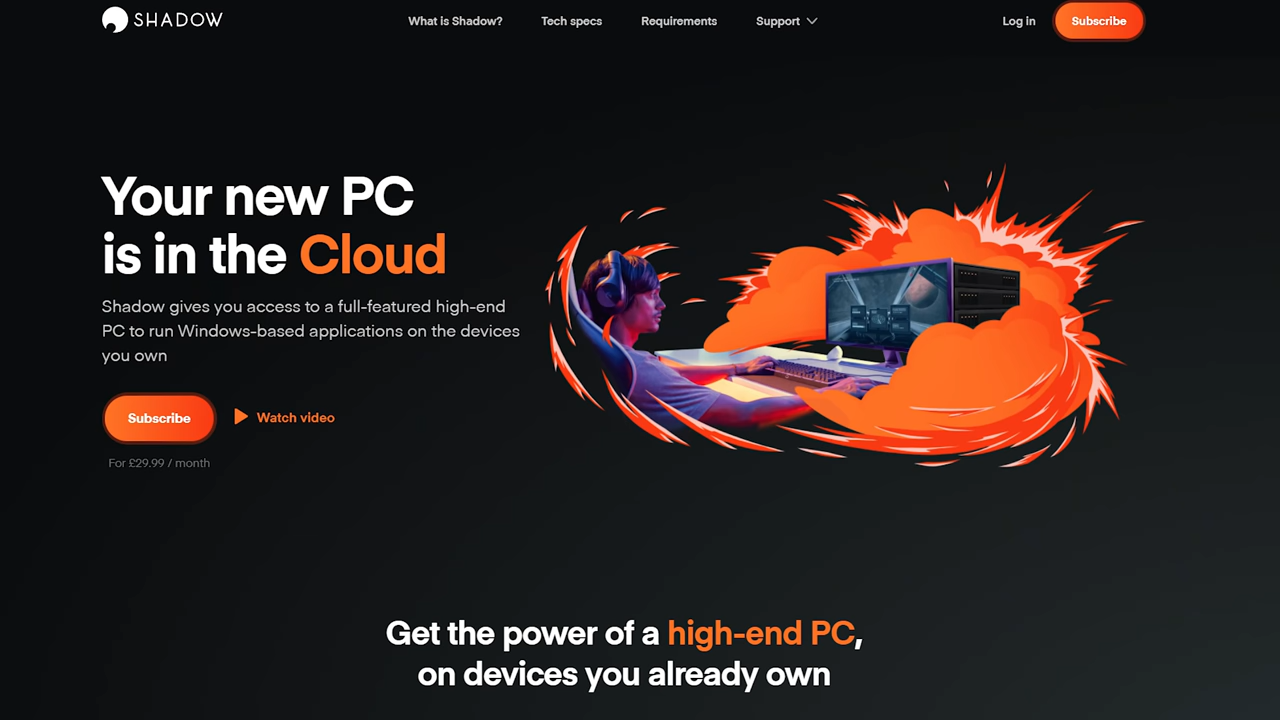 SHADOW
What is Shadow?
Tech specs
Requirements
Support
Log in
Subscribe
Your new PC
is in the Cloud
Shadow gives you access to a full-featured high-end
PC to run Windows-based applications on the devices
you own
Subscribe
Watch video
For £29.99 / month
Get the power of a high-end PC,
on devices you already own